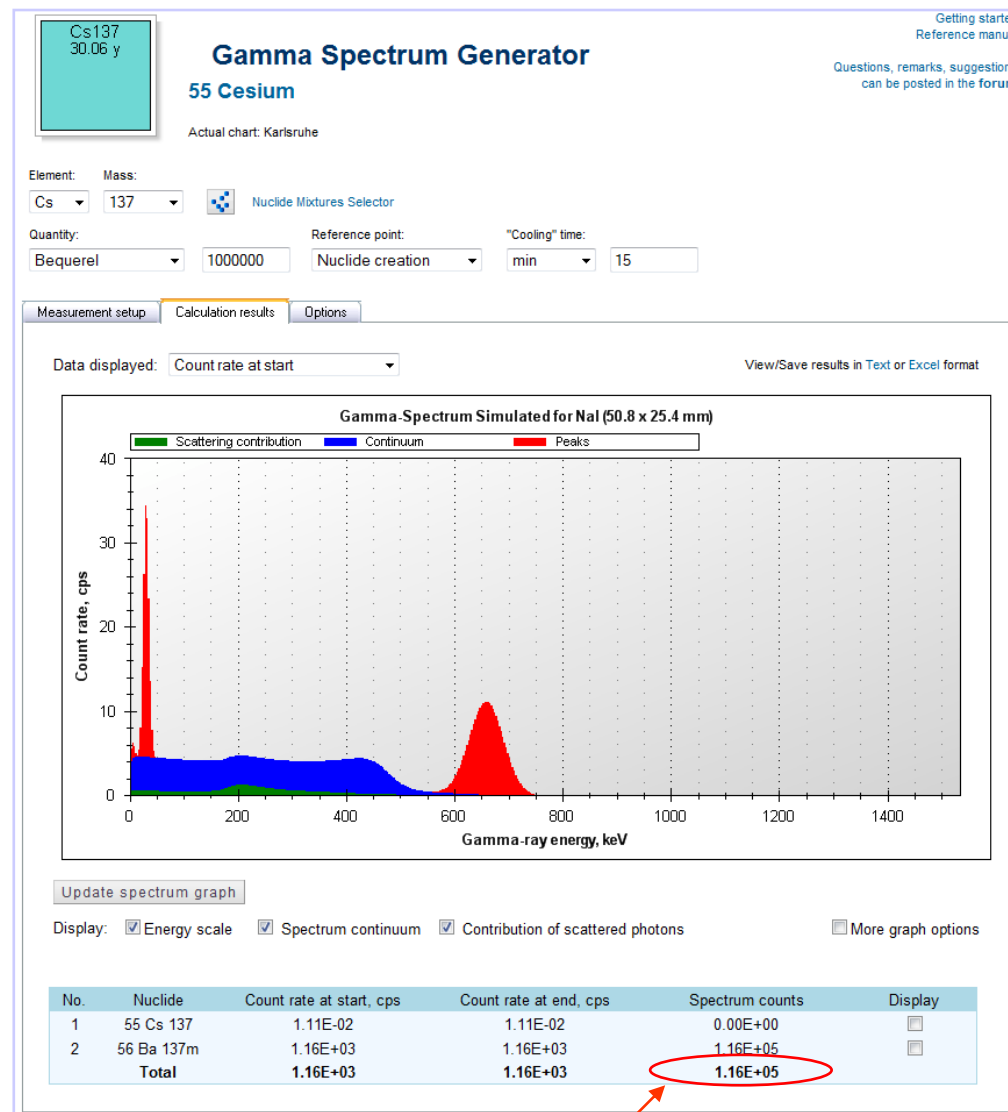 Cs137
30.06 y
Getting starte
Reference manu
Gamma Spectrum Generator
Questions, remarks, suggestion
can be posted in the forum
55 Cesium
Actual chart: Karlsruhe
Element: Mass:
Cs 137 Nuclide Mixtures Selector
Quantity: Reference point: "Cooling" time:
Bequerel 1000000 Nuclide creation min 15
Measurement setup Calculation results Options
Data displayed: Count rate at start View/Save results in Text or Excel format
Gamma-Spectrum Simulated for NaI (50.8 x 25.4 mm)
Scattering contribution Continuum Peaks
40
30
20
10
0
Count rate, cps
0 200 400 600 800 1000 1200 1400
Gamma-ray energy, keV
Update spectrum graph
Display: Energy scale Spectrum continuum Contribution of scattered photons More graph options
No. Nuclide Count rate at start, cps Count rate at end, cps Spectrum counts Display
1 55 Cs 137 1.11E-02 1.11E-02 0.00E+00
2 56 Ba 137m 1.16E+03 1.16E+03 1.16E+05
Total 1.16E+03 1.16E+03 1.16E+05